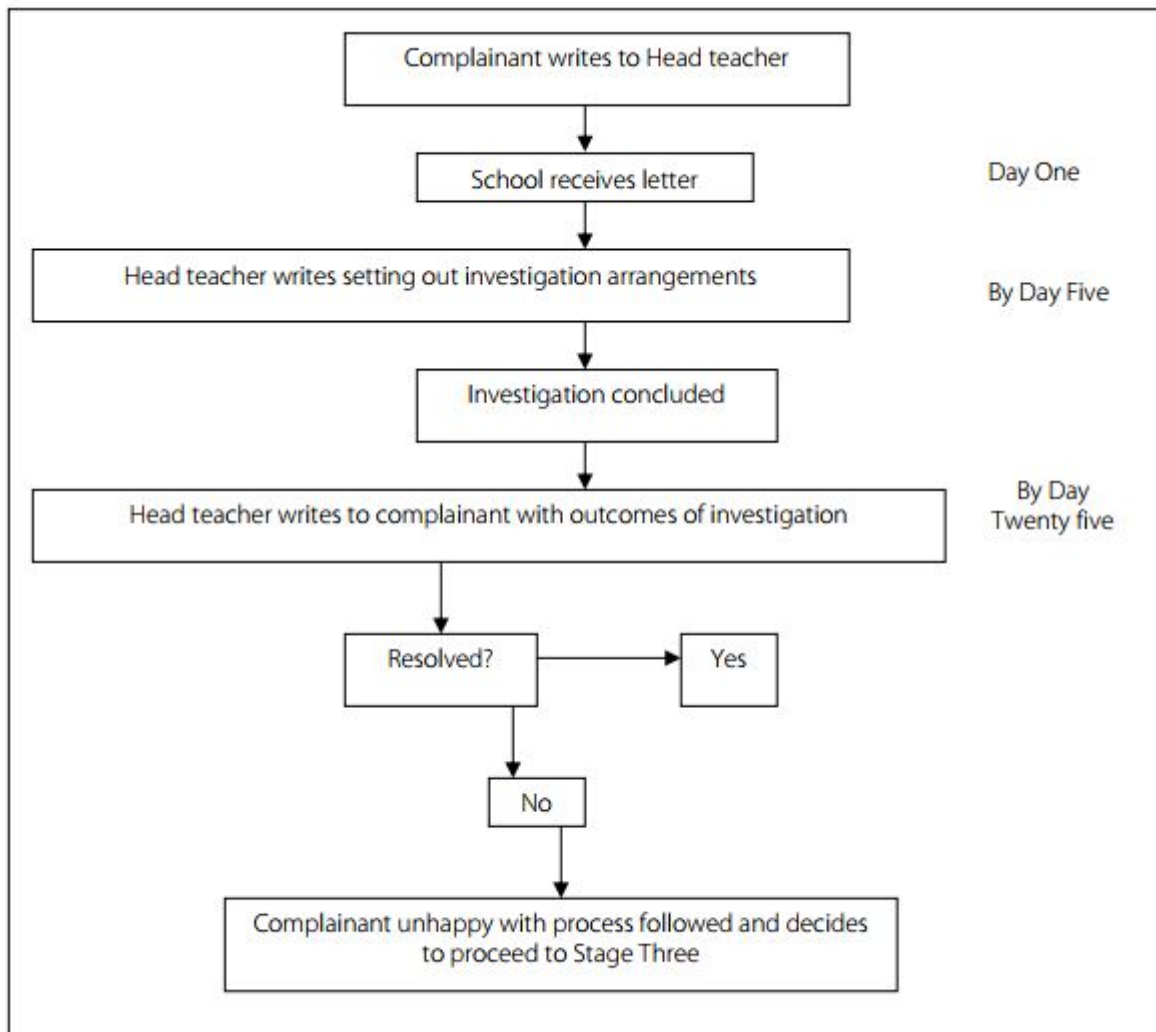 Complainant writes to Head teacher
School receives letter
Day One
Head teacher writes setting out investigation arrangements
By Day Five
Investigation concluded
Head teacher writes to complainant with outcomes of investigation
By Day
Twenty five
Resolved?
Yes
No
Complainant unhappy with process followed and decides
to proceed to Stage Three